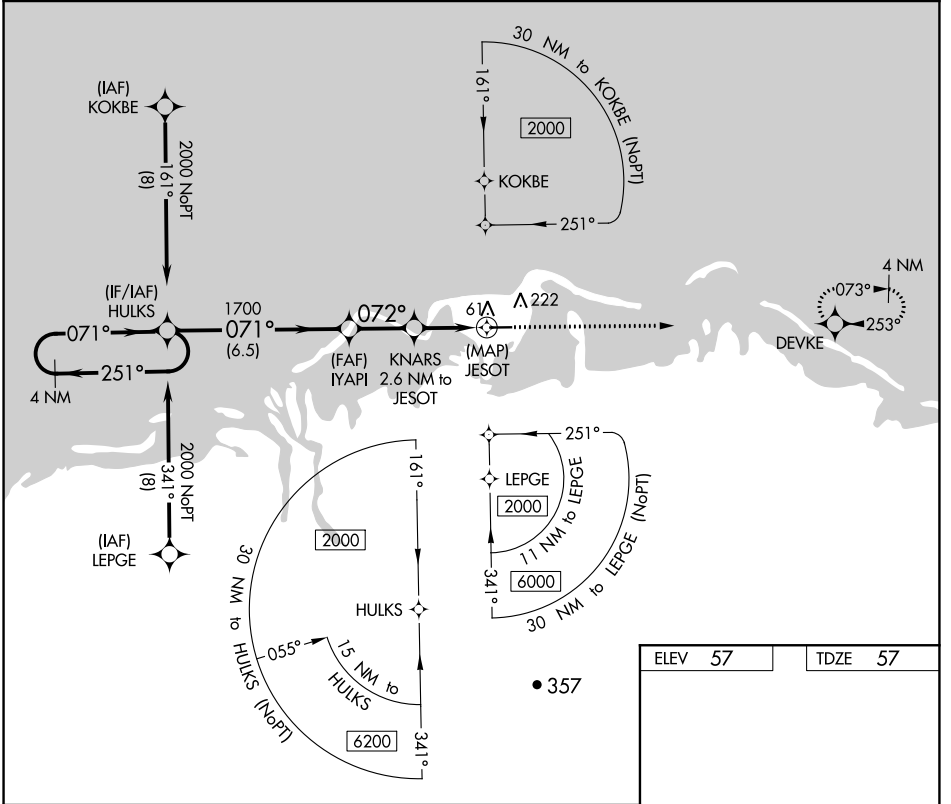 30 NM to KOKBE (NoPT)
161°
2000
KOKBE
251°
(IAF)
KOKBE
2000 NoPT
161°
(8)
(IF/IAF)
HULKS
071°
251°
4 NM
1700
071°
(6.5)
072°
(FAF)
IYAPI
KNARS
2.6 NM to
JESOT
61
222
(MAP)
JESOT
4 NM
073°
253°
DEVKE
2000 NoPT
341°
(8)
(IAF)
LEPGE
161°
2000
HULKS
30 NM to HULKS (NoPT)
055°
15 NM to
HULKS
6200
341°
251°
LEPGE
2000
11 NM to LEPGE
6000
341°
30 NM to LEPGE (NoPT)
357
ELEV 57
TDZE 57